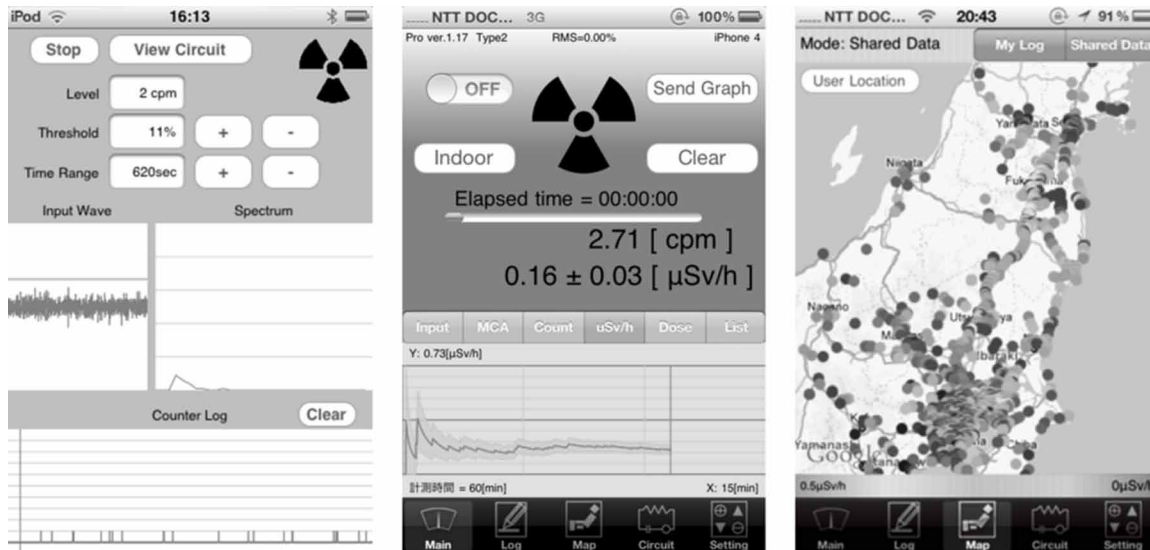 iPod 16:13
Stop View Circuit
Level 2 cpm
Threshold 11% + -
Time Range 620sec + -
Input Wave Spectrum
Counter Log Clear
NTT DOC... 3G 100%
Pro ver.1.17 Type2 RMS=0.00% iPhone 4
OFF Send Graph
Indoor Clear
Elapsed time = 00:00:00
2.71 [ cpm ]
0.16 ± 0.03 [ µSv/h ]
Input MCA Count uSv/h Dose List
Y: 0.73[µSv/h]
計測時間 = 60[min] X: 15[min]
Main Log Map Circuit Setting
NTT DOC... 20:43 91%
Mode: Shared Data My Log Shared Data
User Location
Niigata
Nagano
Ibaraki
Chiba
Yamanas
Google
0.5µSv/h 0µSv/
Main Log Map Circuit Setting